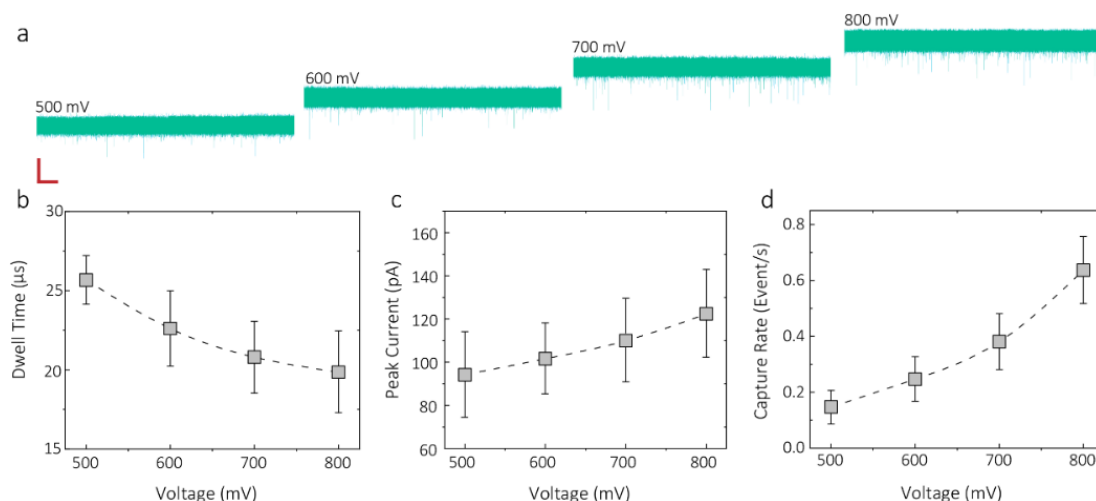 a
500 mV
600 mV
700 mV
800 mV
b
Dwell Time (µs)
30
25
20
15
500 600 700 800
Voltage (mV)
c
Peak Current (pA)
160
140
120
100
80
60
500 600 700 800
Voltage (mV)
d
Capture Rate (Event/s)
0.8
0.6
0.4
0.2
0.0
500 600 700 800
Voltage (mV)